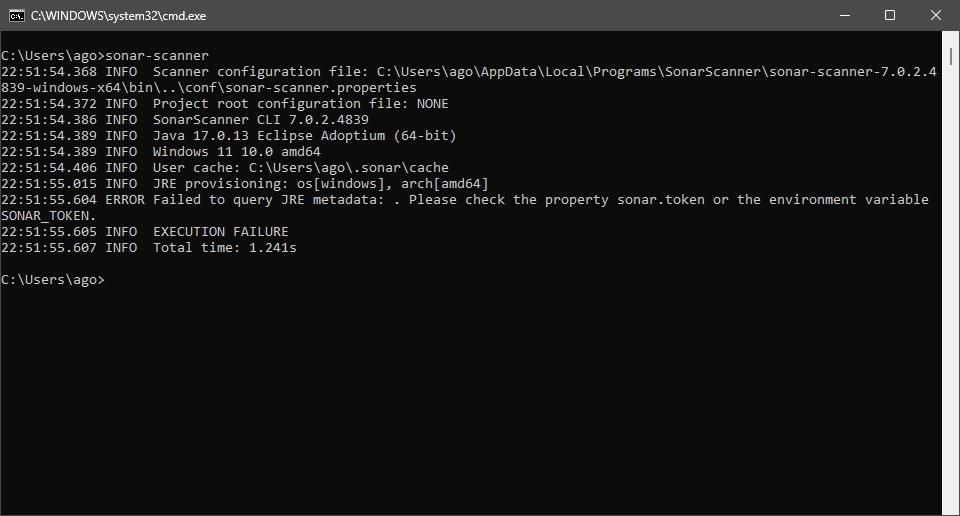 C:\WINDOWS\system32\cmd.exe
C:\Users\ago>sonar-scanner
22:51:54.368 INFO  Scanner configuration file: C:\Users\ago\AppData\Local\Programs\SonarScanner\sonar-scanner-7.0.2.4
839-windows-x64\bin\..\conf\sonar-scanner.properties
22:51:54.372 INFO  Project root configuration file: NONE
22:51:54.386 INFO  SonarScanner CLI 7.0.2.4839
22:51:54.389 INFO  Java 17.0.13 Eclipse Adoptium (64-bit)
22:51:54.389 INFO  Windows 11 10.0 amd64
22:51:54.406 INFO  User cache: C:\Users\ago\.sonar\cache
22:51:55.015 INFO  JRE provisioning: os[windows], arch[amd64]
22:51:55.604 ERROR Failed to query JRE metadata: . Please check the property sonar.token or the environment variable
SONAR_TOKEN.
22:51:55.605 INFO  EXECUTION FAILURE
22:51:55.607 INFO  Total time: 1.241s
C:\Users\ago>